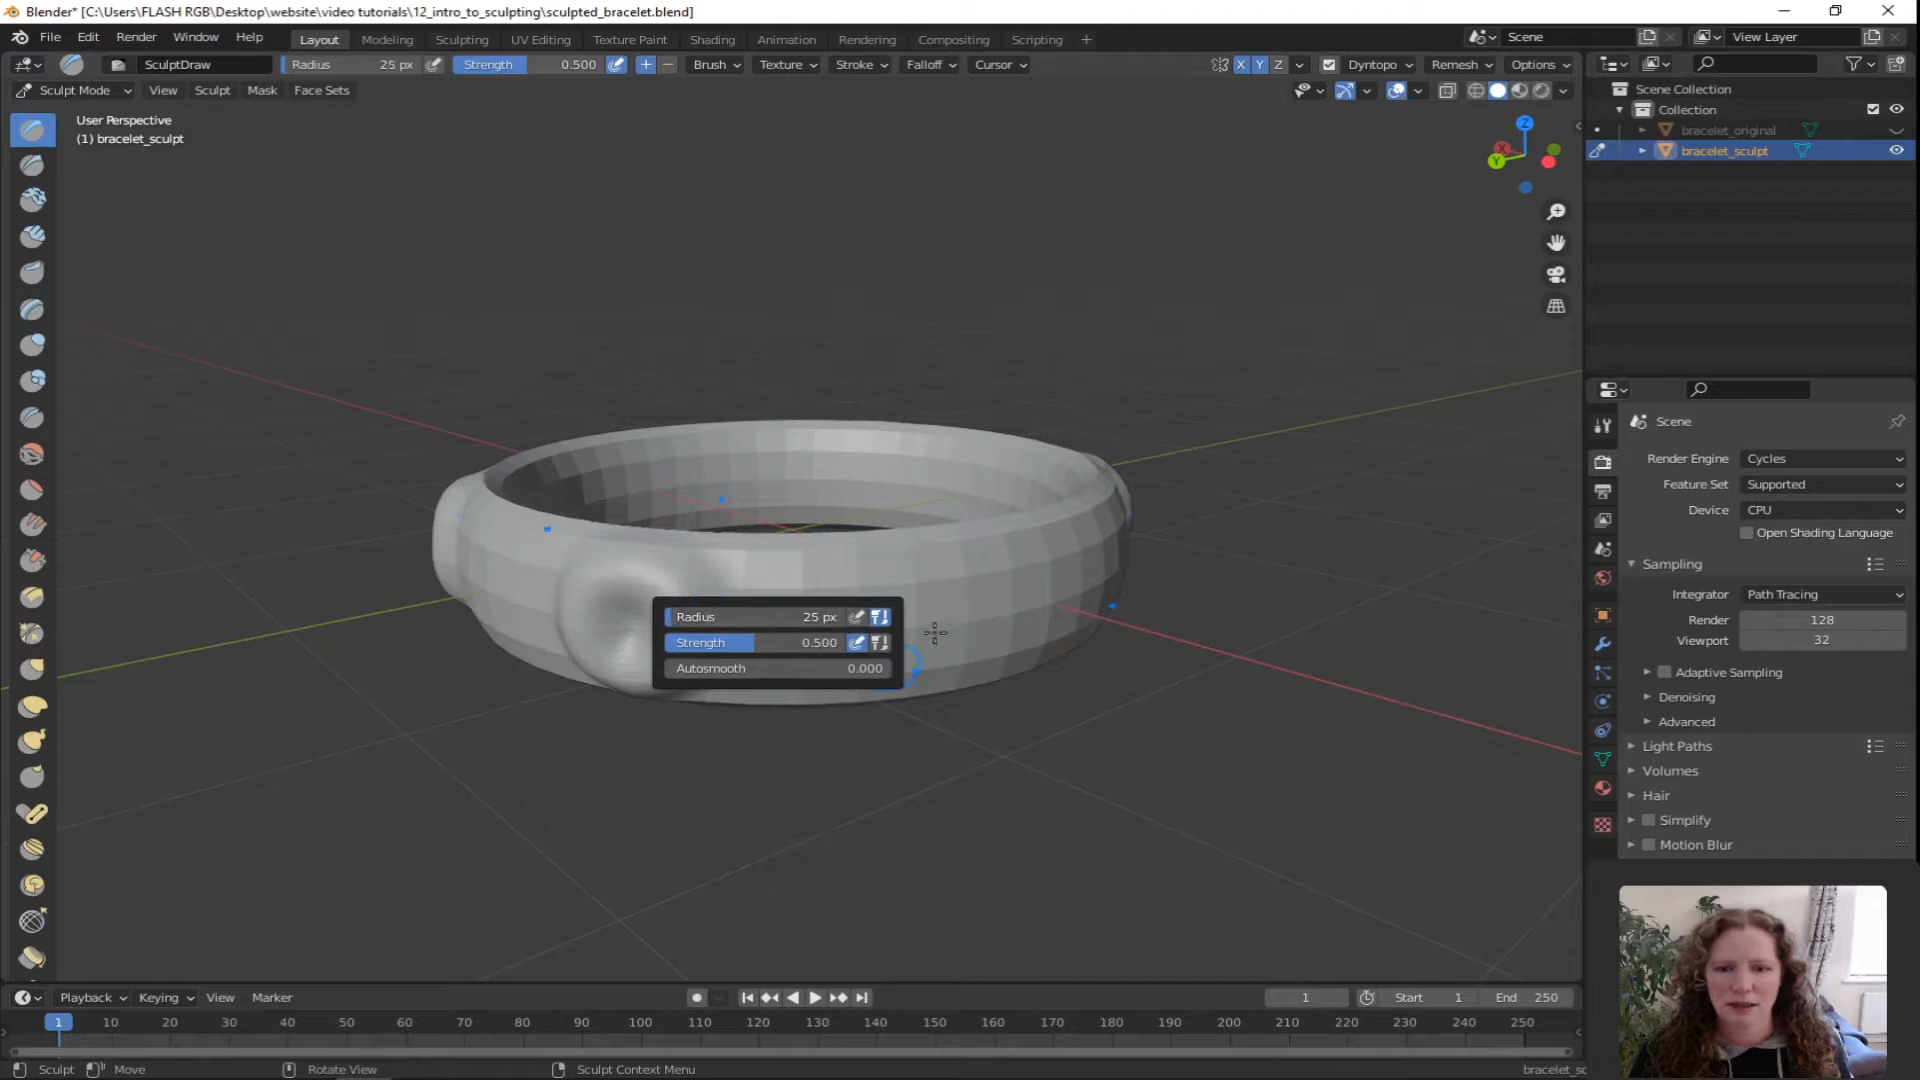 Blender* [C:\Users\FLASH RGB\Desktop\website\video tutorials\12_intro_to_sculpting\sculpted_bracelet.blend]
File Edit Render Window Help Layout Modeling Sculpting UV Editing Texture Paint Shading Animation Rendering Compositing Scripting + Scene View Layer
SculptDraw Radius 25 px Strength 0.500 + − Brush Texture Stroke Falloff Cursor X Y Z Dyntopo Remesh Options
Sculpt Mode View Sculpt Mask Face Sets
Scene Collection
Collection
bracelet_original
bracelet_sculpt
User Perspective
(1) bracelet_sculpt
Z
Y
Radius 25 px
Strength 0.500
Autosmooth 0.000
Scene
Render Engine Cycles
Feature Set Supported
Device CPU
Open Shading Language
Sampling
Integrator Path Tracing
Render 128
Viewport 32
Adaptive Sampling
Denoising
Advanced
Light Paths
Volumes
Hair
Simplify
Motion Blur
Playback Keying View Marker 1 Start 1 End 250
1 10 20 30 40 50 60 70 80 90 100 110 120 130 140 150 160 170 180 190 200 210 220 230 240 250
Sculpt Move Rotate View Sculpt Context Menu bracelet_sc